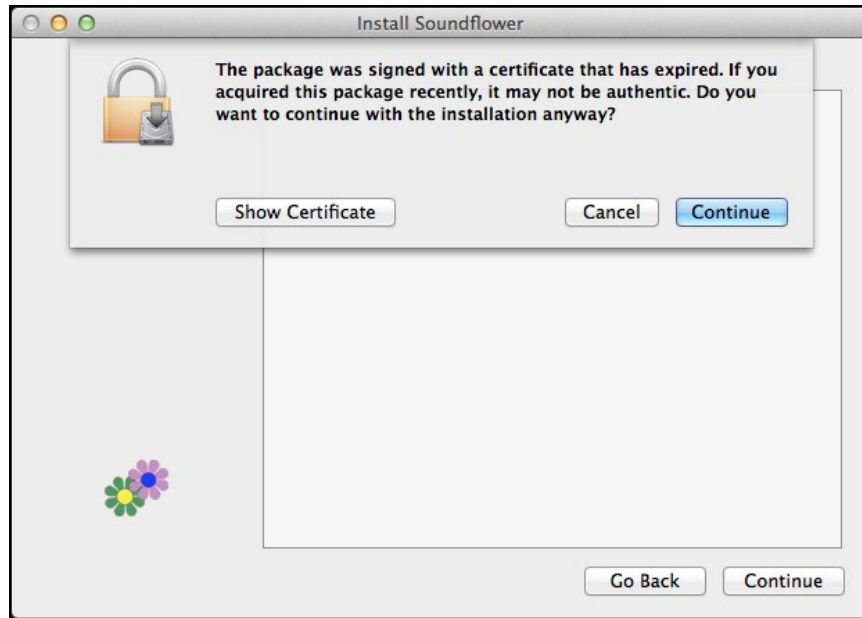 Install Soundflower
The package was signed with a certificate that has expired. If you
acquired this package recently, it may not be authentic. Do you
want to continue with the installation anyway?
Show Certificate
Cancel
Continue
Go Back
Continue